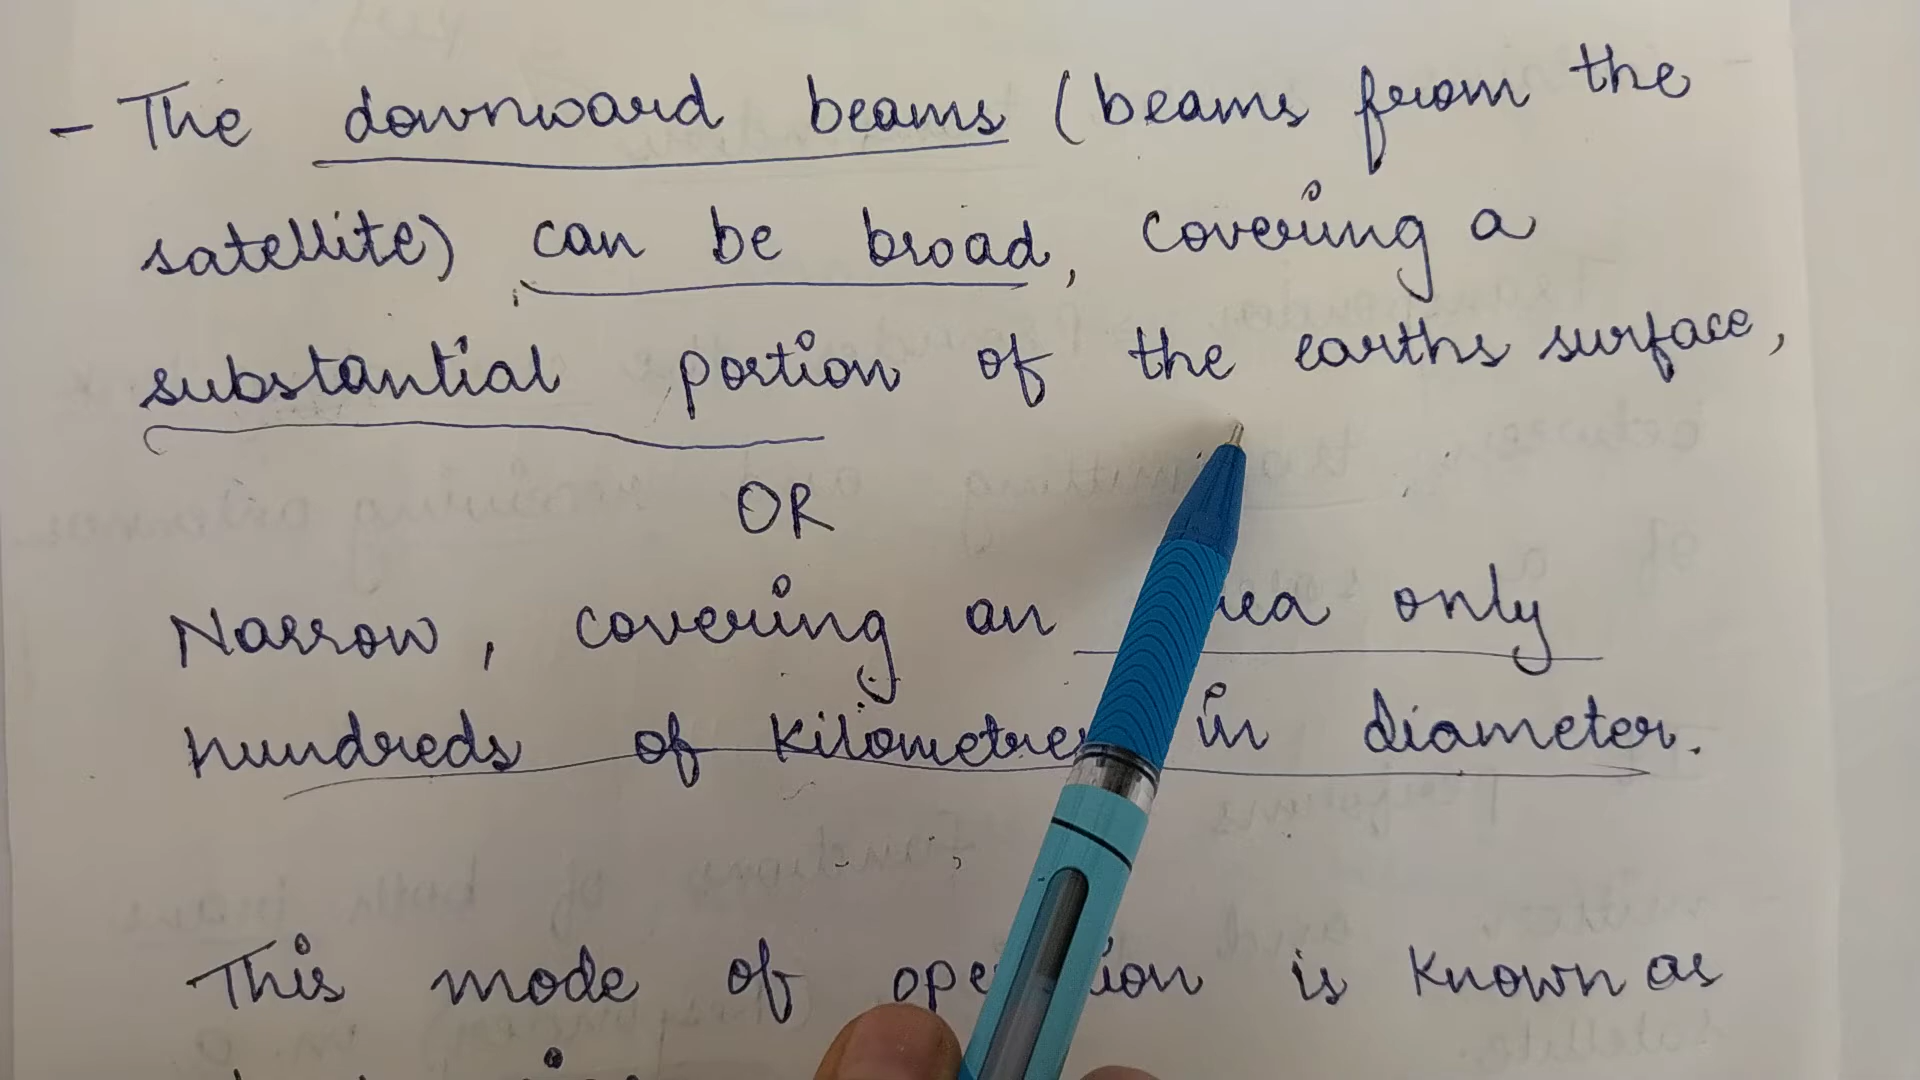 - The downward beams (beams from the
satellite) can be broad, covering a
substantial portion of the earths surface,
OR
Narrow, covering an only
hundreds of kilometres in diameter.
This mode of is known as